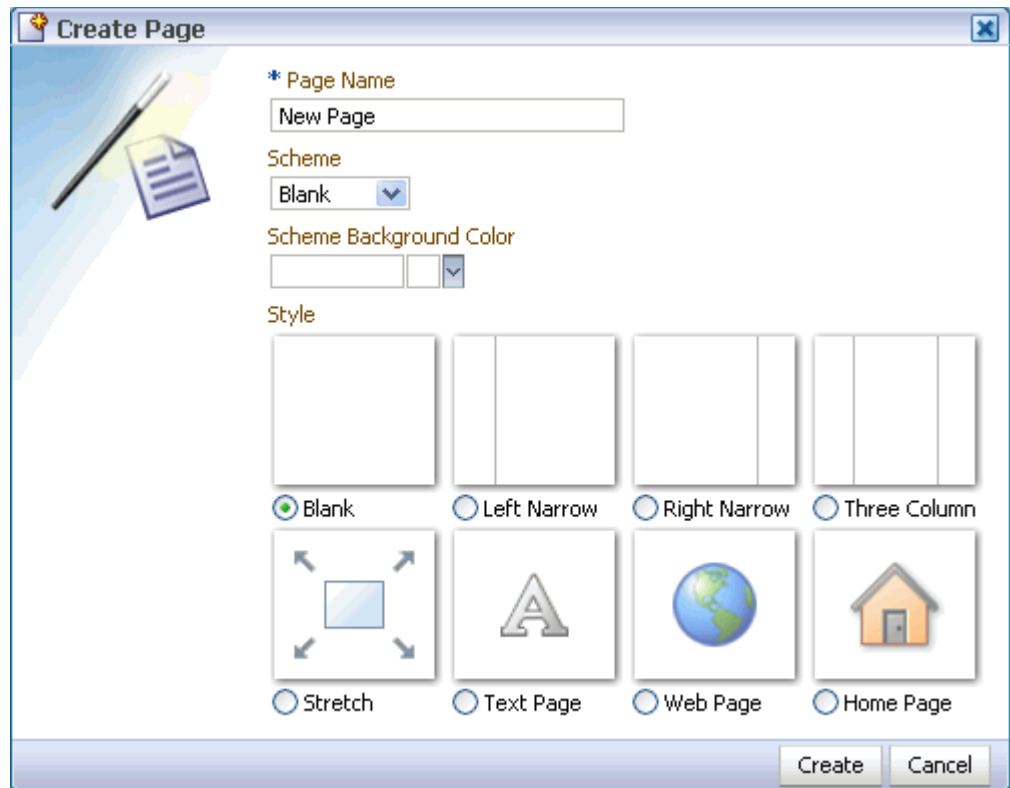 Create Page
* Page Name
New Page
Scheme
Blank
Scheme Background Color
Style
Blank Left Narrow Right Narrow Three Column
A
Stretch Text Page Web Page Home Page
Create Cancel